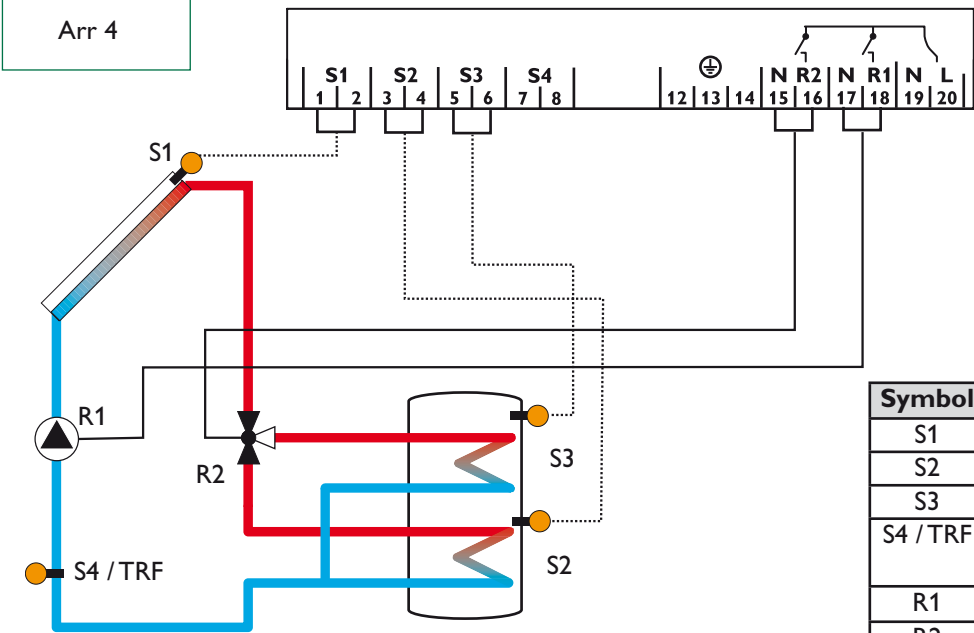 Arr 4
S1 S2 S3 S4 N R2 N R1 N L
1 2 3 4 5 6 7 8 12 13 14 15 16 17 18 19 20
S1
R1
R2
S3
S4 / TRF
S2
Symbol
S1
S2
S3
S4 / TRF
R1
R2